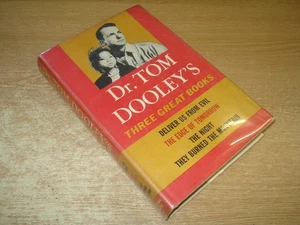 Dr. TOM
DOOLEY'S
THREE GREAT BOOKS
DELIVER US FROM EVIL
THE EDGE OF TOMORROW
THE NIGHT
THEY BURNED THE